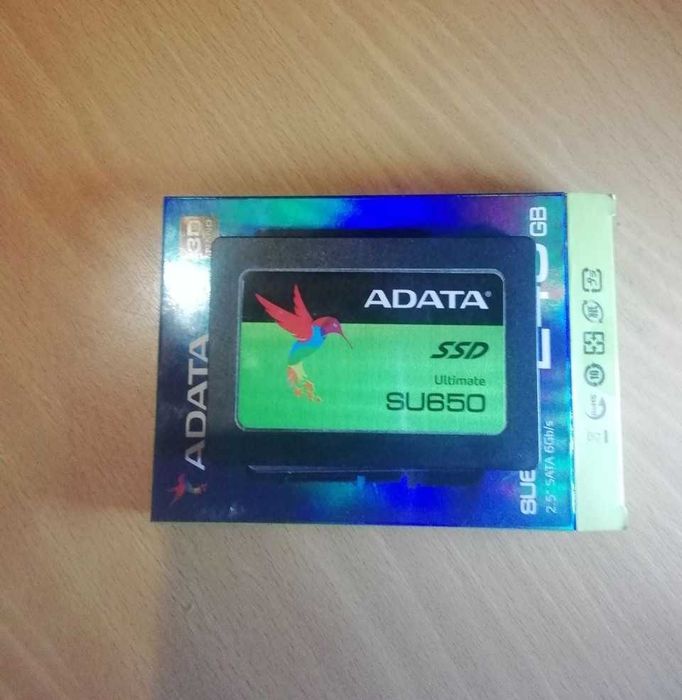 ADATA®
SSD
Ultimate
SU650
ADATA
3D
GB
2.5" SATA 6Gb/s